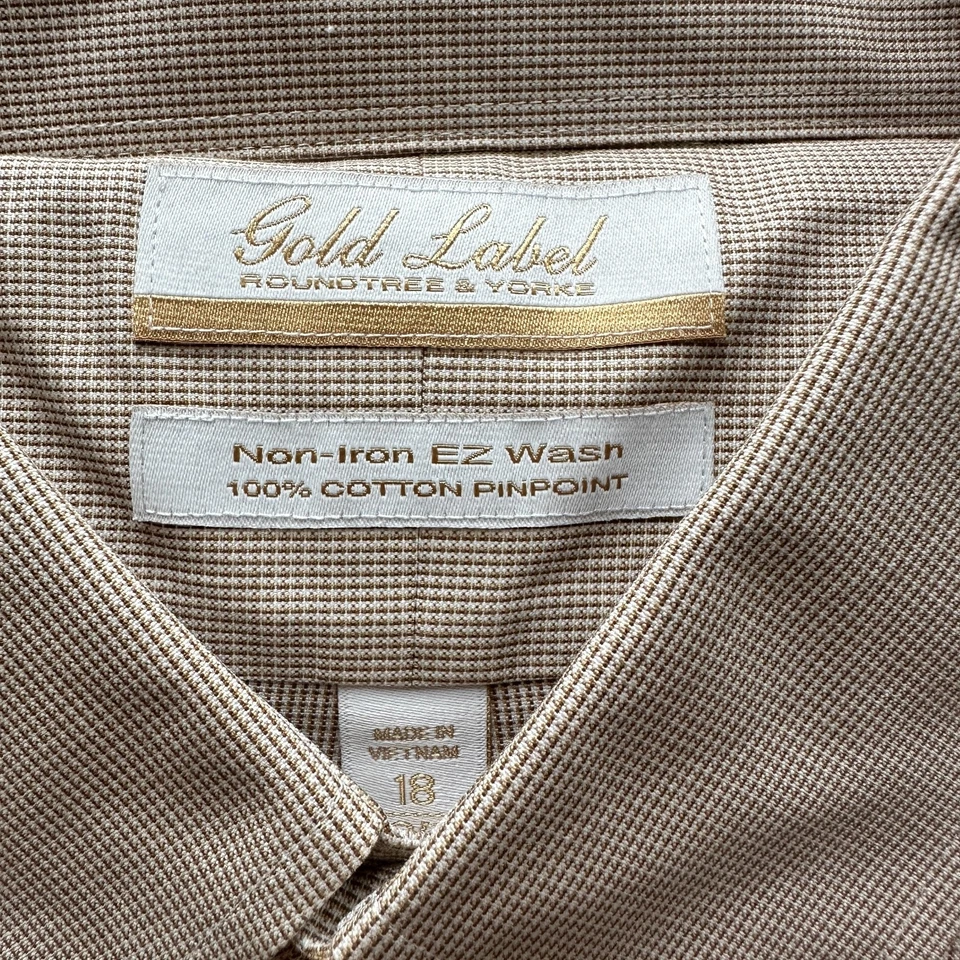 Gold Label
ROUNDTREE & YORKE
Non-Iron EZ Wash
100% COTTON PINPOINT
MADE IN
VIETNAM
18